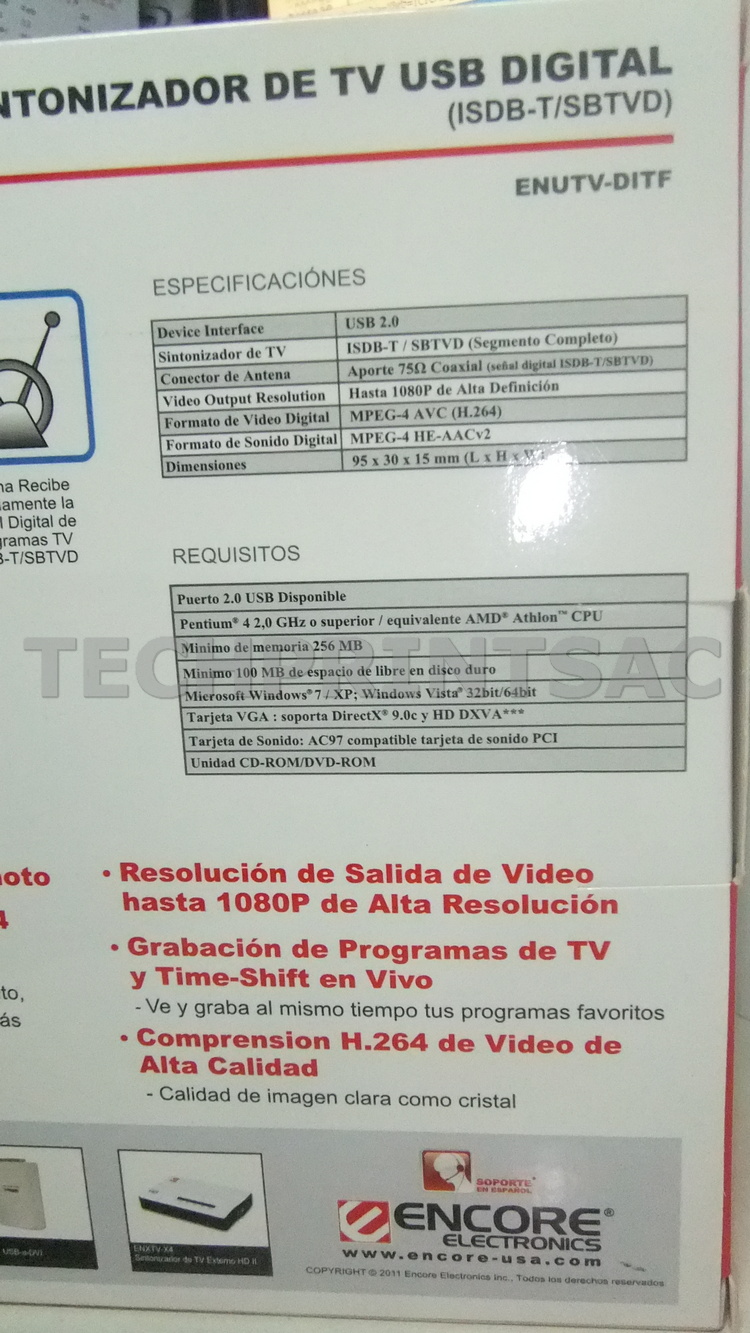 NTONIZADOR DE TV USB DIGITAL
(ISDB-T/SBTVD)
ENUTV-DITF
ESPECIFICACIÓNES
Device Interface USB 2.0
Sintonizador de TV ISDB-T / SBTVD (Segmento Completo)
Conector de Antena Aporte 75Ω Coaxial (señal digital ISDB-T/SBTVD)
Video Output Resolution Hasta 1080P de Alta Definición
Formato de Video Digital MPEG-4 AVC (H.264)
Formato de Sonido Digital MPEG-4 HE-AACv2
Dimensiones 95 x 30 x 15 mm (L x H x W
na Recibe
amente la
l Digital de
gramas TV
B-T/SBTVD
REQUISITOS
Puerto 2.0 USB Disponible
Pentium® 4 2,0 GHz o superior / equivalente AMD® Athlon™ CPU
Minimo de memoria 256 MB
Minimo 100 MB de espacio de libre en disco duro
Microsoft Windows® 7 / XP; Windows Vista® 32bit/64bit
Tarjeta VGA : soporta DirectX® 9.0c y HD DXVA***
Tarjeta de Sonido: AC97 compatible tarjeta de sonido PCI
Unidad CD-ROM/DVD-ROM
TECHPRINTSAC
oto
4
to,
ás
• Resolución de Salida de Video
hasta 1080P de Alta Resolución
• Grabación de Programas de TV
y Time-Shift en Vivo
- Ve y graba al mismo tiempo tus programas favoritos
• Comprension H.264 de Video de
Alta Calidad
- Calidad de imagen clara como cristal
ENXTV-X4
Sintonizador de TV Externo HD II
SOPORTE
EN ESPAÑOL
ENCORE®
ELECTRONICS
www.encore-usa.com
COPYRIGHT © 2011 Encore Electronics Inc., Todos los derechos reservados